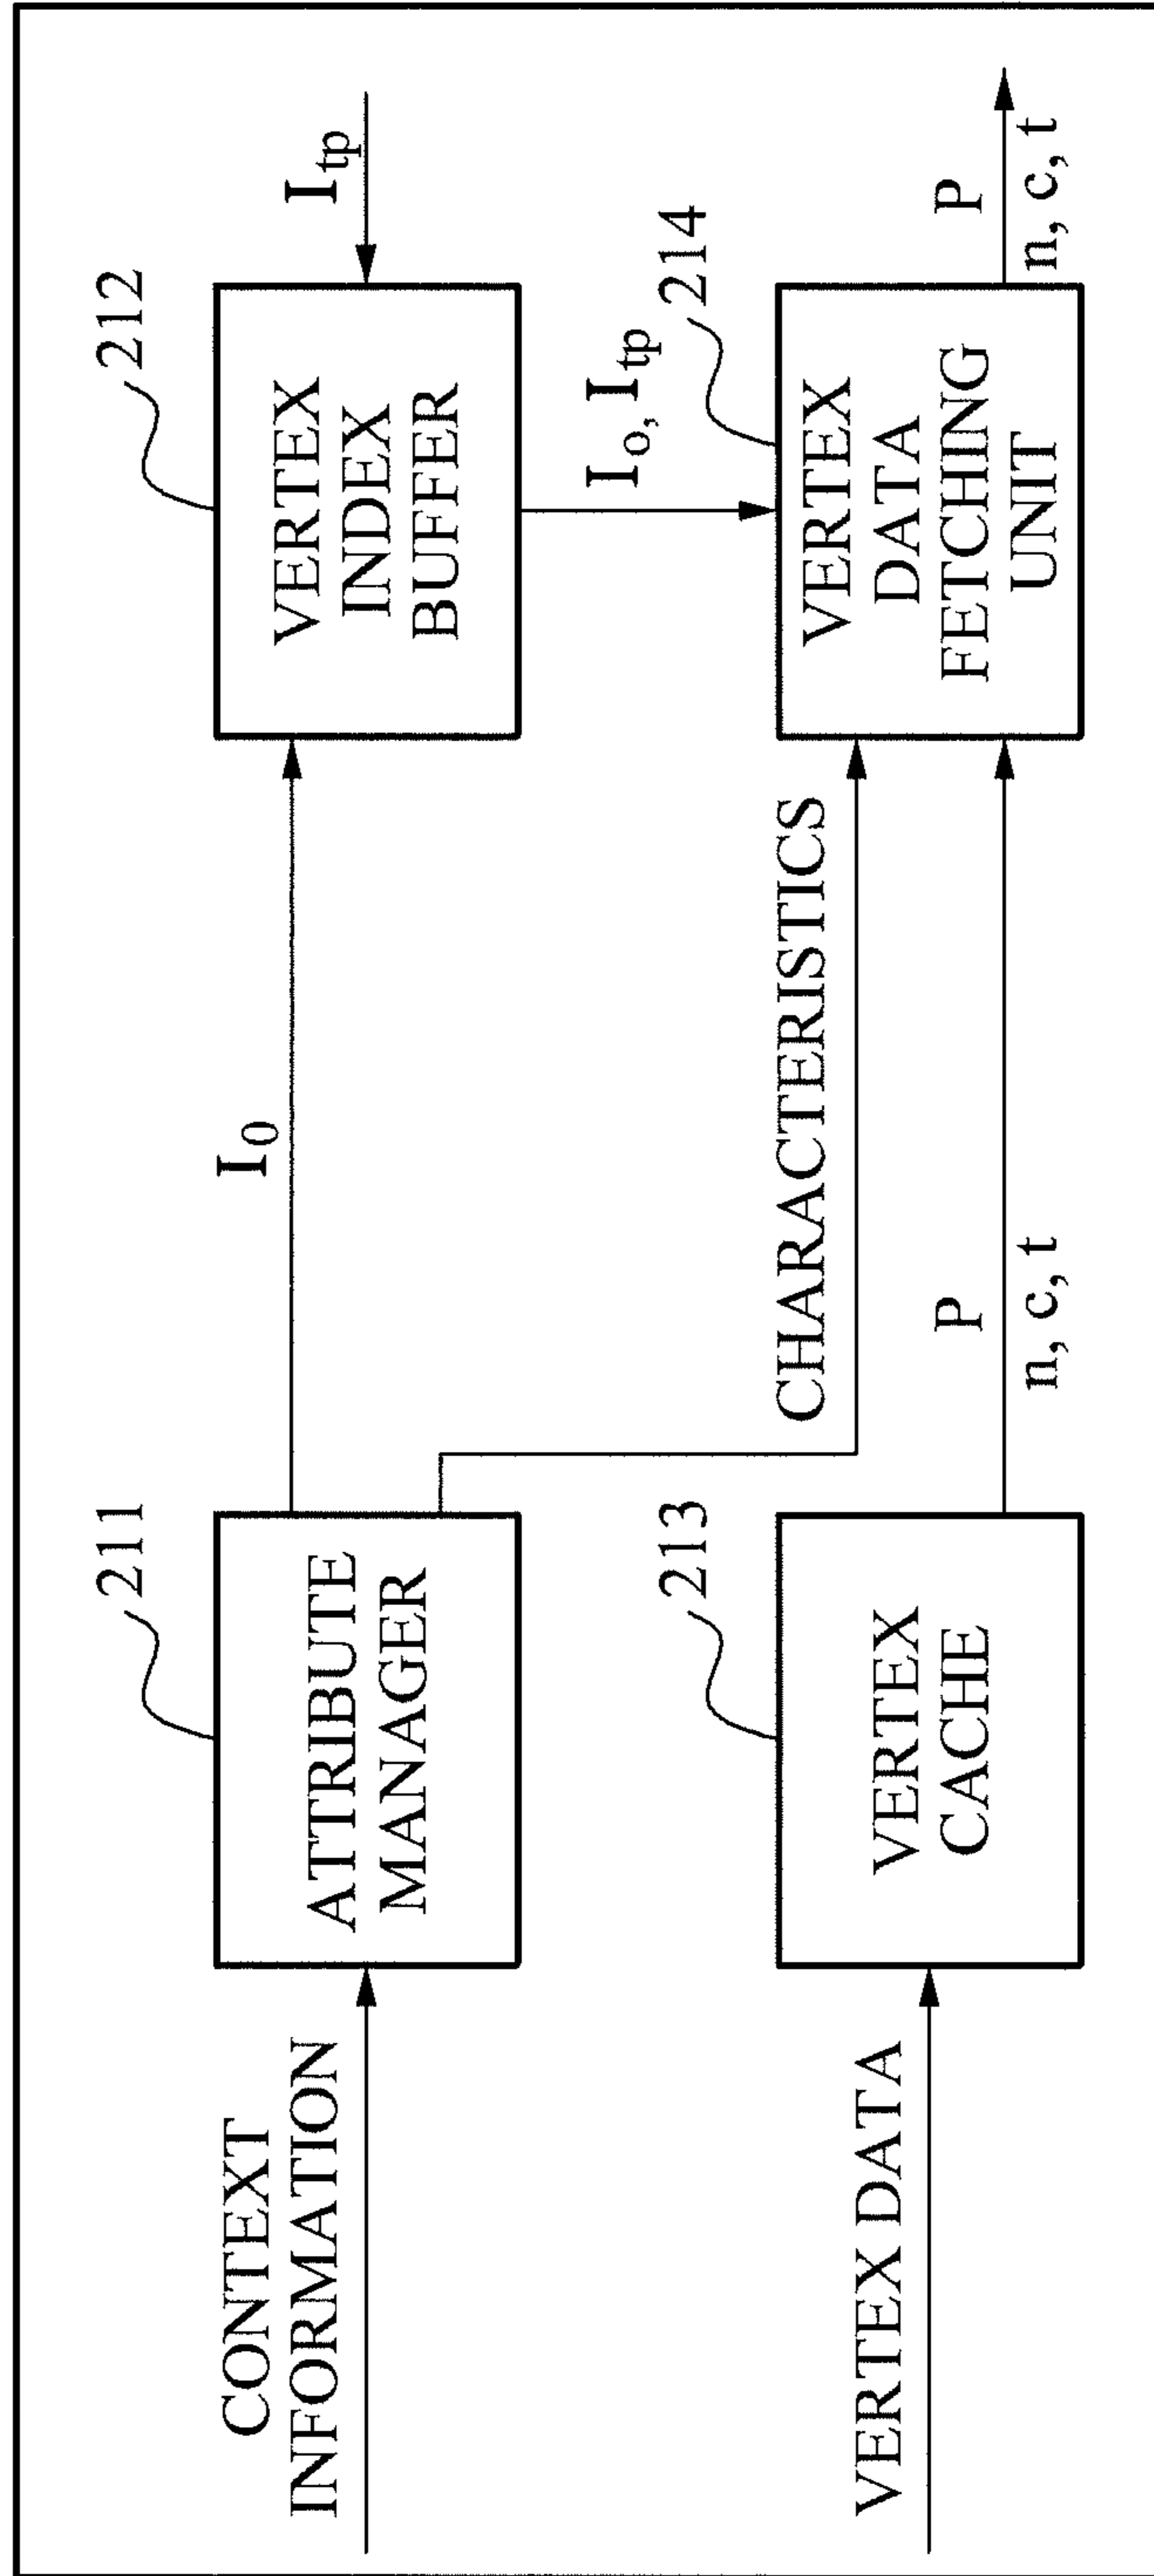 CONTEXT
INFORMATION
211
ATTRIBUTE
MANAGER
I₀
212
VERTEX
INDEX
BUFFER
Iₜₚ
CHARACTERISTICS
Iₒ, Iₜₚ
VERTEX DATA
213
VERTEX
CACHE
P
n, c, t
214
VERTEX
DATA
FETCHING
UNIT
P
n, c, t